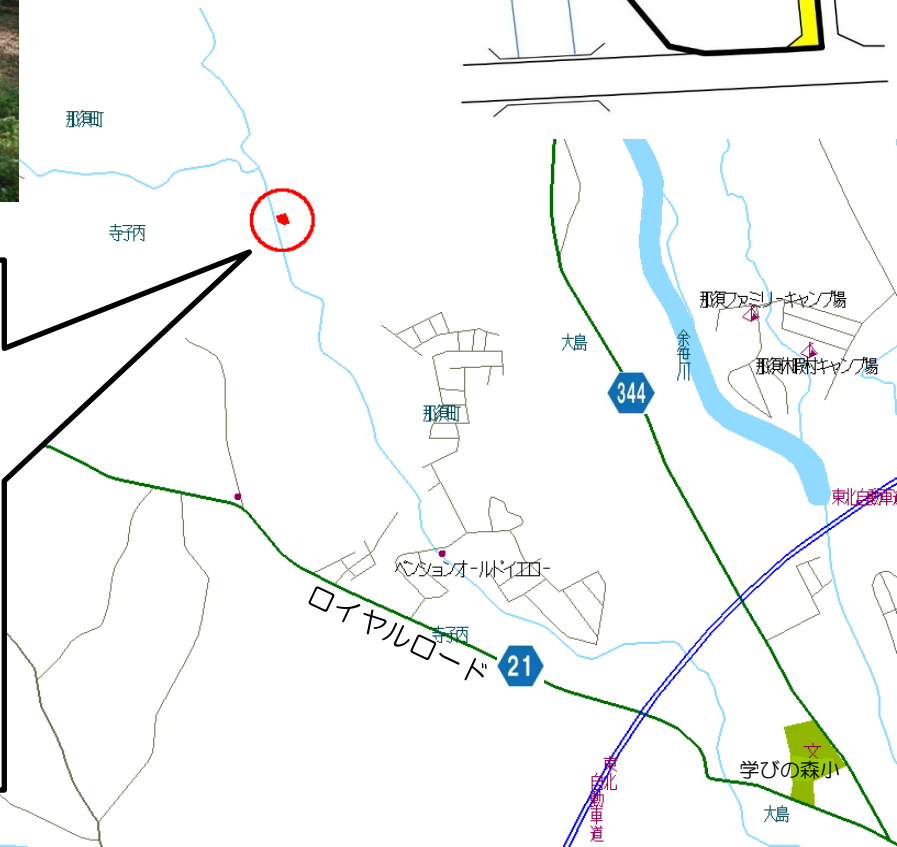 那須町
寺子丙
那須ファミリーキャンプ場
大島
余笹川
那須休暇村キャンプ場
344
那須町
東北自動車道
ペンションオールドイエロー
ロイヤルロード
寺子丙
21
文
学びの森小
東北自動車道
大島